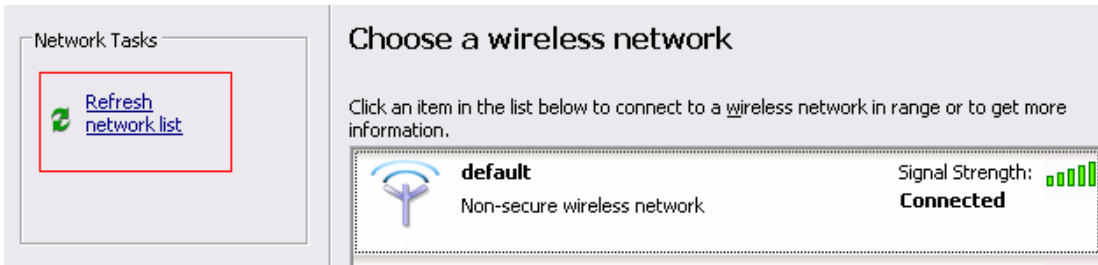 Network Tasks
Refresh
network list
Choose a wireless network
Click an item in the list below to connect to a wireless network in range or to get more
information.
default
Signal Strength:
Non-secure wireless network
Connected